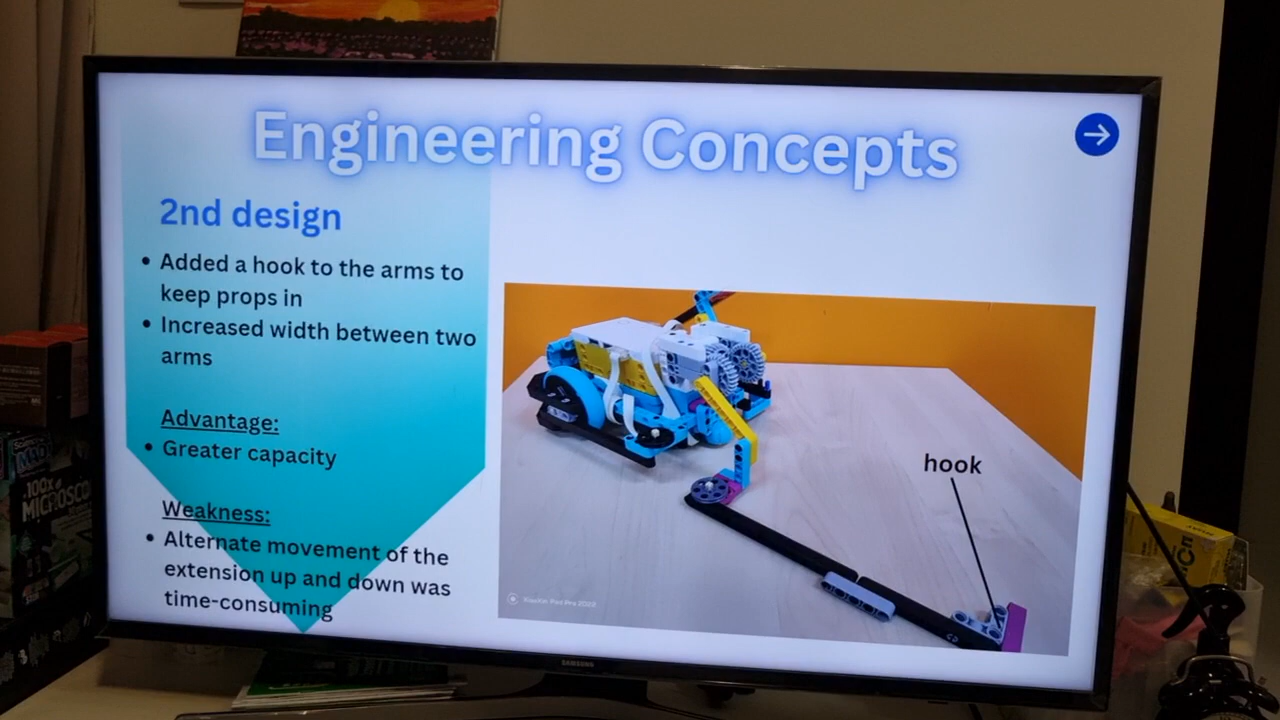 Engineering Concepts
2nd design
• Added a hook to the arms to
keep props in
• Increased width between two
arms
Advantage:
• Greater capacity
Weakness:
• Alternate movement of the
extension up and down was
time-consuming
hook
SAMSUNG
100x